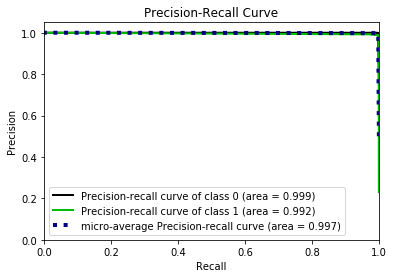 Precision-Recall Curve
1.0
0.8
0.6
0.4
0.2
0.0
Precision
Precision-recall curve of class 0 (area = 0.999)
Precision-recall curve of class 1 (area = 0.992)
micro-average Precision-recall curve (area = 0.997)
0.0 0.2 0.4 0.6 0.8 1.0
Recall